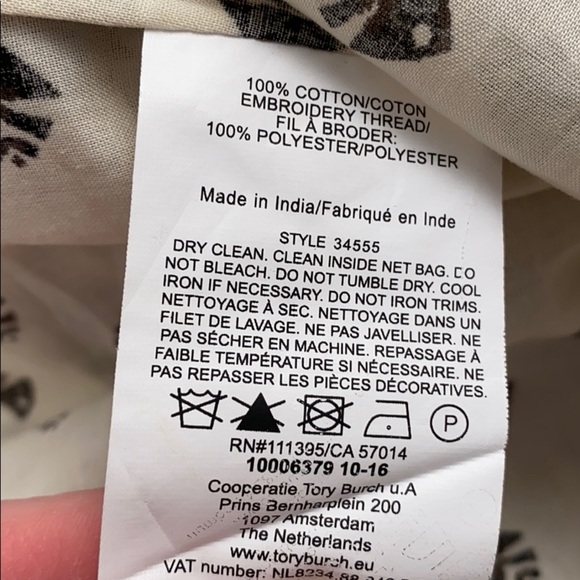 100% COTTON/COTON
EMBROIDERY THREAD/
FIL À BRODER:
100% POLYESTER/POLYESTER
Made in India/Fabriqué en Inde
STYLE 34555
DRY CLEAN. CLEAN INSIDE NET BAG. DO
NOT BLEACH. DO NOT TUMBLE DRY. COOL
IRON IF NECESSARY. DO NOT IRON TRIMS.
NETTOYAGE À SEC. NETTOYAGE DANS UN
FILET DE LAVAGE. NE PAS JAVELLISER. NE
PAS SÉCHER EN MACHINE. REPASSAGE À
FAIBLE TEMPÉRATURE SI NÉCESSAIRE. NE
PAS REPASSER LES PIÈCES DÉCORATIVES.
P
RN#111395/CA 57014
10006379 10-16
Cooperatie Tory Burch u.A
Prins Bernhardplein 200
1097 Amsterdam
The Netherlands
www.toryburch.eu
VAT number: